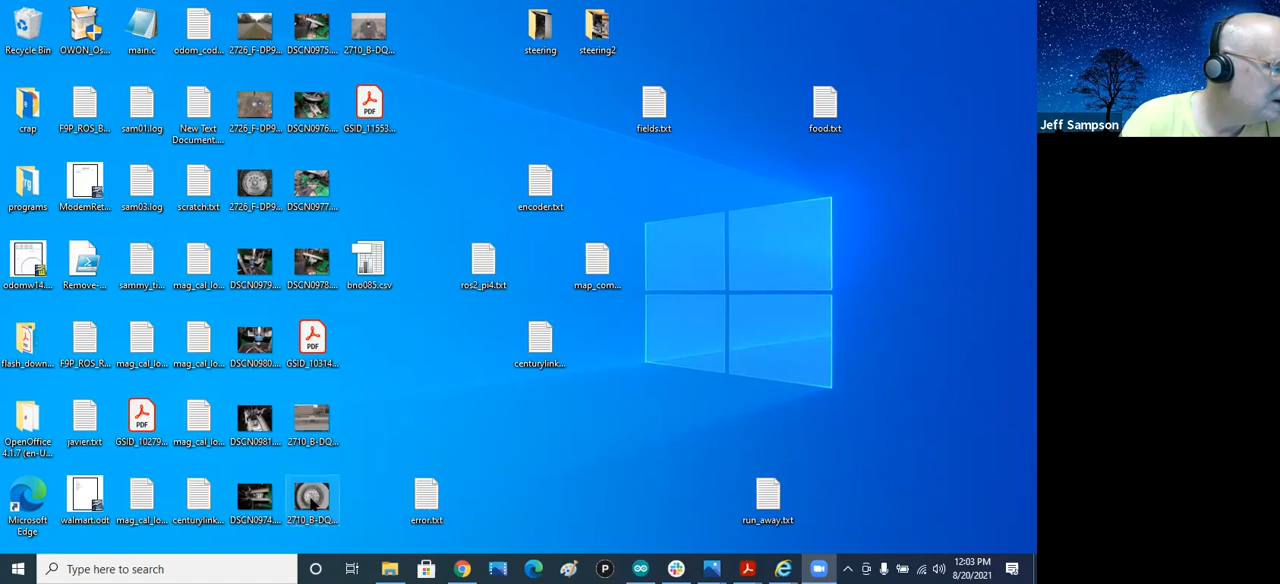 Recycle Bin
OWON_Os...
main.c
odom_cod...
2726_F-DP9...
DSCN0975....
2710_B-DQ...
steering
steering2
Jeff Sampson
crap
F9P_ROS_B...
sam01.log
New Text
Document....
2726_F-DP9...
DSCN0976....
PDF
GSID_11553...
fields.txt
food.txt
programs
ModemRet...
sam03.log
scratch.txt
2726_F-DP9...
DSCN0977....
encoder.txt
odomw14....
Remove-...
sammy_ti...
mag_cal_lo...
DSCN0979....
DSCN0978....
bno085.csv
ros2_pi4.txt
map_com...
flash_down...
F9P_ROS_R...
mag_cal_lo...
mag_cal_lo...
DSCN0980....
PDF
GSID_10314...
centurylink...
OpenOffice
4.1.7 (en-U...
javier.txt
PDF
GSID_10279...
mag_cal_lo...
DSCN0981....
2710_B-DQ...
Microsoft
Edge
walmart.odt
mag_cal_lo...
centurylink...
DSCN0974....
2710_B-DQ...
error.txt
run_away.txt
Type here to search
P
12:03 PM
8/20/2021